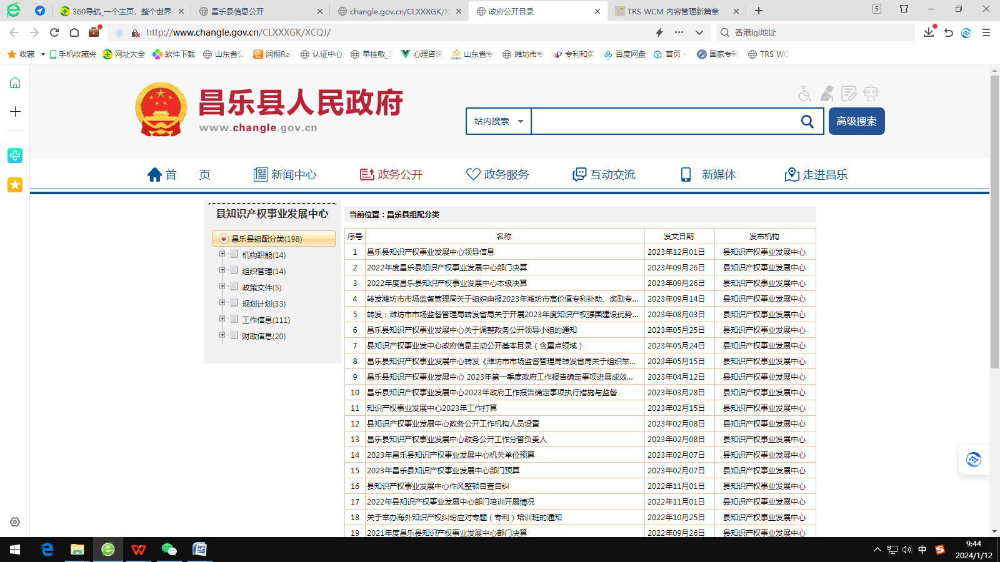 360导航_一个主页，整个世界
昌乐县信息公开
changle.gov.cn/CLXXXGK/X
政府公开目录
TRS WCM 内容管理新篇章
5
http://www.changle.gov.cn/CLXXXGK/XCQJ/
香港igi地址
收藏
手机收藏夹
网址大全
软件下载
山东省公
润桐Rai
认证中心
单桂敏_3
心理咨询
山东省专
潍坊市专
专利和集
百度网盘
首页 -
国家专利
TRS WC
昌乐县人民政府
www.changle.gov.cn
站内搜索
高级搜索
首 页
新闻中心
政务公开
政务服务
互动交流
新媒体
走进昌乐
县知识产权事业发展中心
昌乐县组配分类(198)
机构职能(14)
组织管理(14)
政策文件(5)
规划计划(33)
工作信息(111)
财政信息(20)
当前位置：昌乐县组配分类
序号 名称 发文日期 发布机构
1 昌乐县知识产权事业发展中心领导信息 2023年12月01日 县知识产权事业发展中心
2 2022年度昌乐县知识产权事业发展中心部门决算 2023年09月26日 县知识产权事业发展中心
3 2022年度昌乐县知识产权事业发展中心本级决算 2023年09月26日 县知识产权事业发展中心
4 转发潍坊市市场监督管理局关于组织申报2023年潍坊市高价值专利补助、奖励专... 2023年09月14日 县知识产权事业发展中心
5 转发：潍坊市市场监督管理局转发省局关于开展2023年度知识产权强国建设优势... 2023年08月03日 县知识产权事业发展中心
6 昌乐县知识产权事业发展中心关于调整政务公开领导小组的通知 2023年05月25日 县知识产权事业发展中心
7 县知识产权事业发中心政府信息主动公开基本目录（含重点领域） 2023年05月24日 县知识产权事业发展中心
8 昌乐县知识产权事业发展中心转发《潍坊市市场监督管理局转发省局关于组织举... 2023年05月15日 县知识产权事业发展中心
9 昌乐县知识产权事业发展中心 2023年第一季度政府工作报告确定事项进展成效... 2023年04月12日 县知识产权事业发展中心
10 昌乐县知识产权事业发展中心2023年政府工作报告确定事项执行措施与监督 2023年03月28日 县知识产权事业发展中心
11 知识产权事业发展中心2023年工作打算 2023年02月15日 县知识产权事业发展中心
12 县知识产权事业发展中心政务公开工作机构人员设置 2023年02月08日 县知识产权事业发展中心
13 昌乐县知识产权事业发展中心政务公开工作分管负责人 2023年02月08日 县知识产权事业发展中心
14 2023年昌乐县知识产权事业发展中心机关单位预算 2023年02月07日 县知识产权事业发展中心
15 2023年昌乐县知识产权事业发展中心部门预算 2023年02月07日 县知识产权事业发展中心
16 县知识产权事业发展中心作风整顿自查自纠 2022年11月01日 县知识产权事业发展中心
17 2022年县知识产权事业发展中心部门培训开展情况 2022年11月01日 县知识产权事业发展中心
18 关于举办海外知识产权纠纷应对专题（专利）培训班的通知 2022年10月25日 县知识产权事业发展中心
19 2021年度昌乐县知识产权事业发展中心部门决算 2022年09月26日 县知识产权事业发展中心
中
9:44
2024/1/12